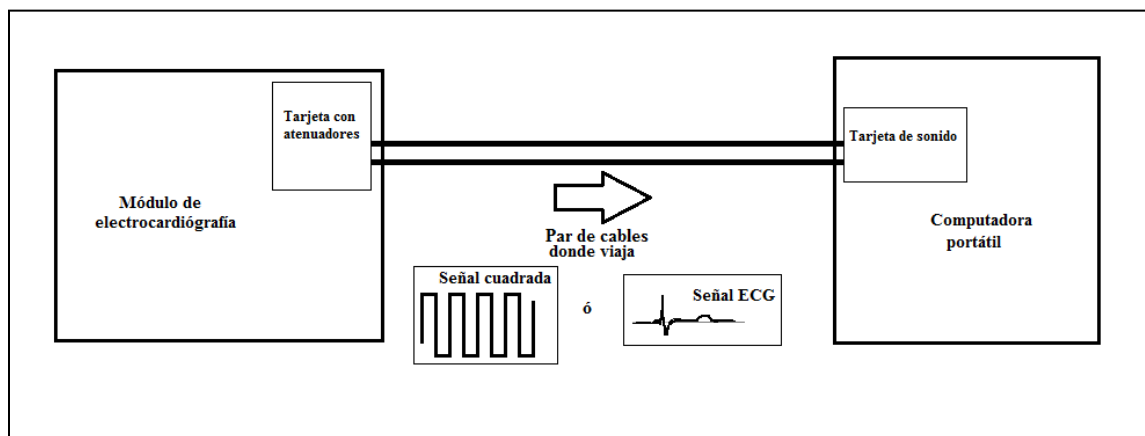 Tarjeta con
atenuadores
Módulo de
electrocardiógrafía
Par de cables
donde viaja
Señal cuadrada
ó
Señal ECG
Tarjeta de sonido
Computadora
portátil